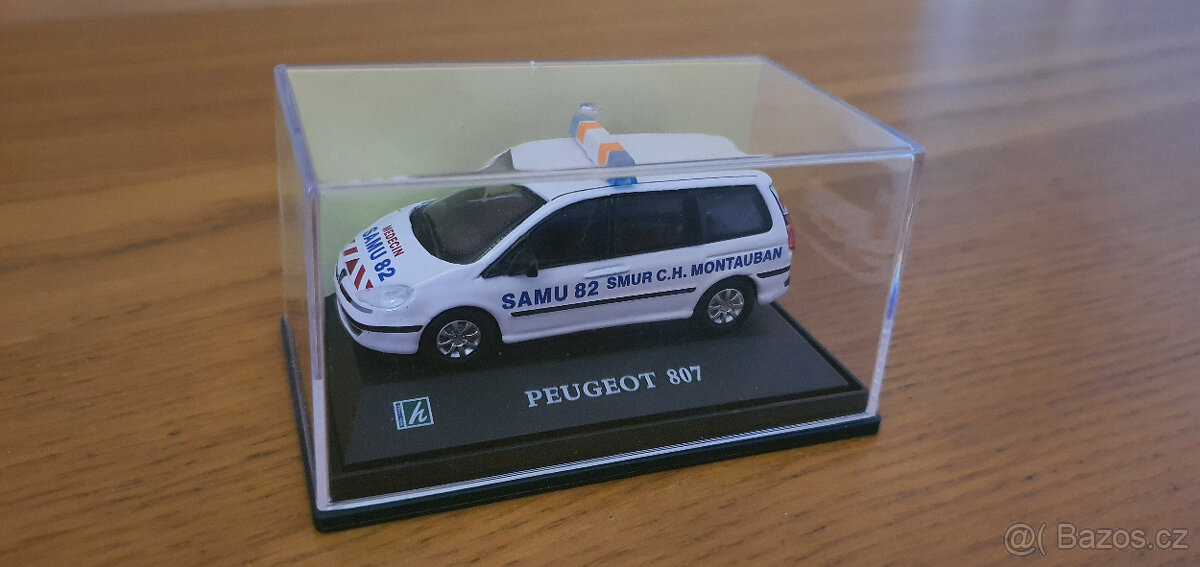 MEDECIN
SAMU 82
SAMU 82 SMUR C.H. MONTAUBAN
PEUGEOT 807
h
@( Bazos.cz